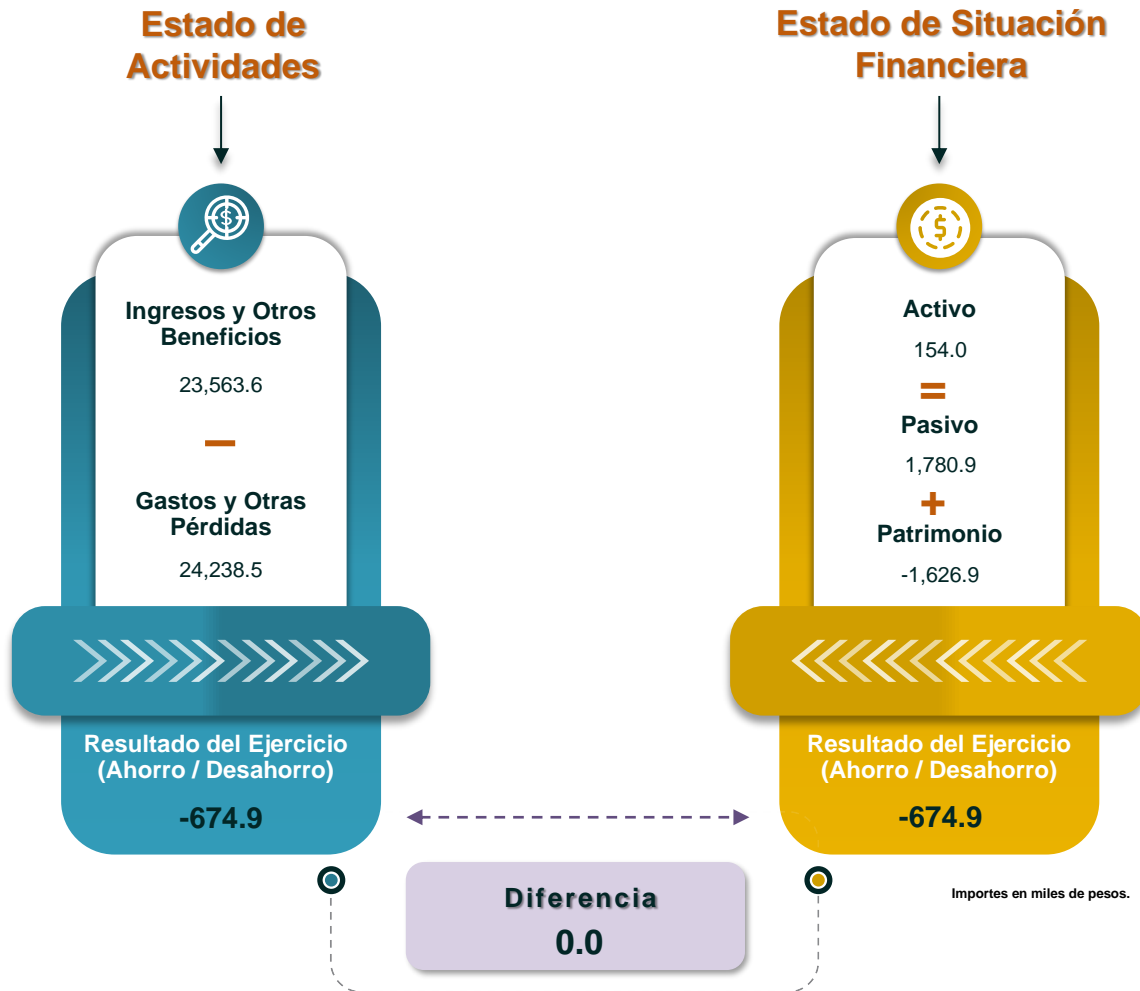 Estado de
Actividades
Ingresos y Otros
Beneficios
23,563.6
−
Gastos y Otras
Pérdidas
24,238.5
Resultado del Ejercicio
(Ahorro / Desahorro)
-674.9
Estado de Situación
Financiera
$
Activo
154.0
=
Pasivo
1,780.9
+
Patrimonio
-1,626.9
Resultado del Ejercicio
(Ahorro / Desahorro)
-674.9
Diferencia
0.0
Importes en miles de pesos.